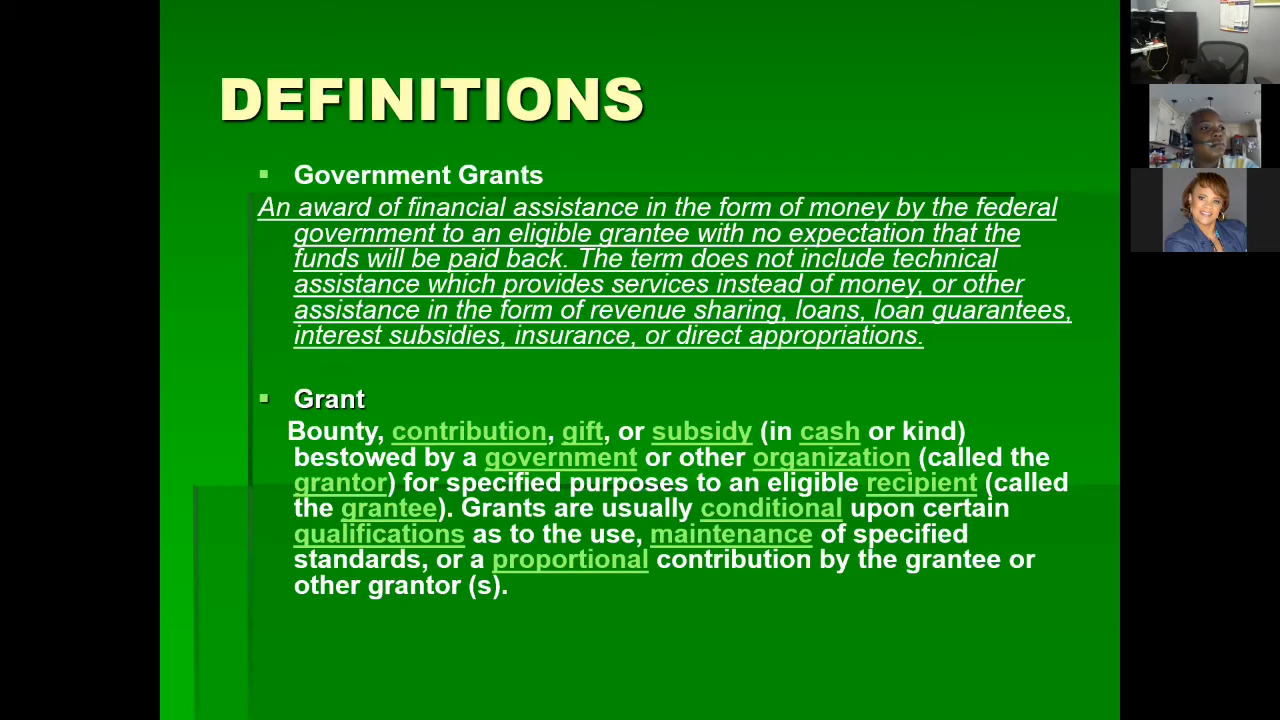 DEFINITIONS
▪ Government Grants
An award of financial assistance in the form of money by the federal
government to an eligible grantee with no expectation that the
funds will be paid back. The term does not include technical
assistance which provides services instead of money, or other
assistance in the form of revenue sharing, loans, loan guarantees,
interest subsidies, insurance, or direct appropriations.
▪ Grant
Bounty, contribution, gift, or subsidy (in cash or kind)
bestowed by a government or other organization (called the
grantor) for specified purposes to an eligible recipient (called
the grantee). Grants are usually conditional upon certain
qualifications as to the use, maintenance of specified
standards, or a proportional contribution by the grantee or
other grantor (s).